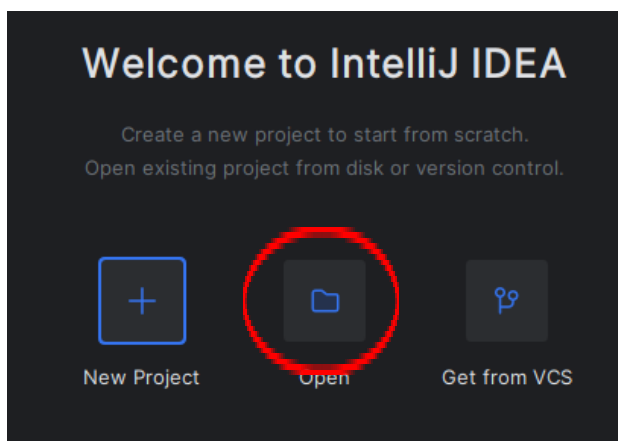 Welcome to IntelliJ IDEA
Create a new project to start from scratch.
Open existing project from disk or version control.
New Project
Open
Get from VCS